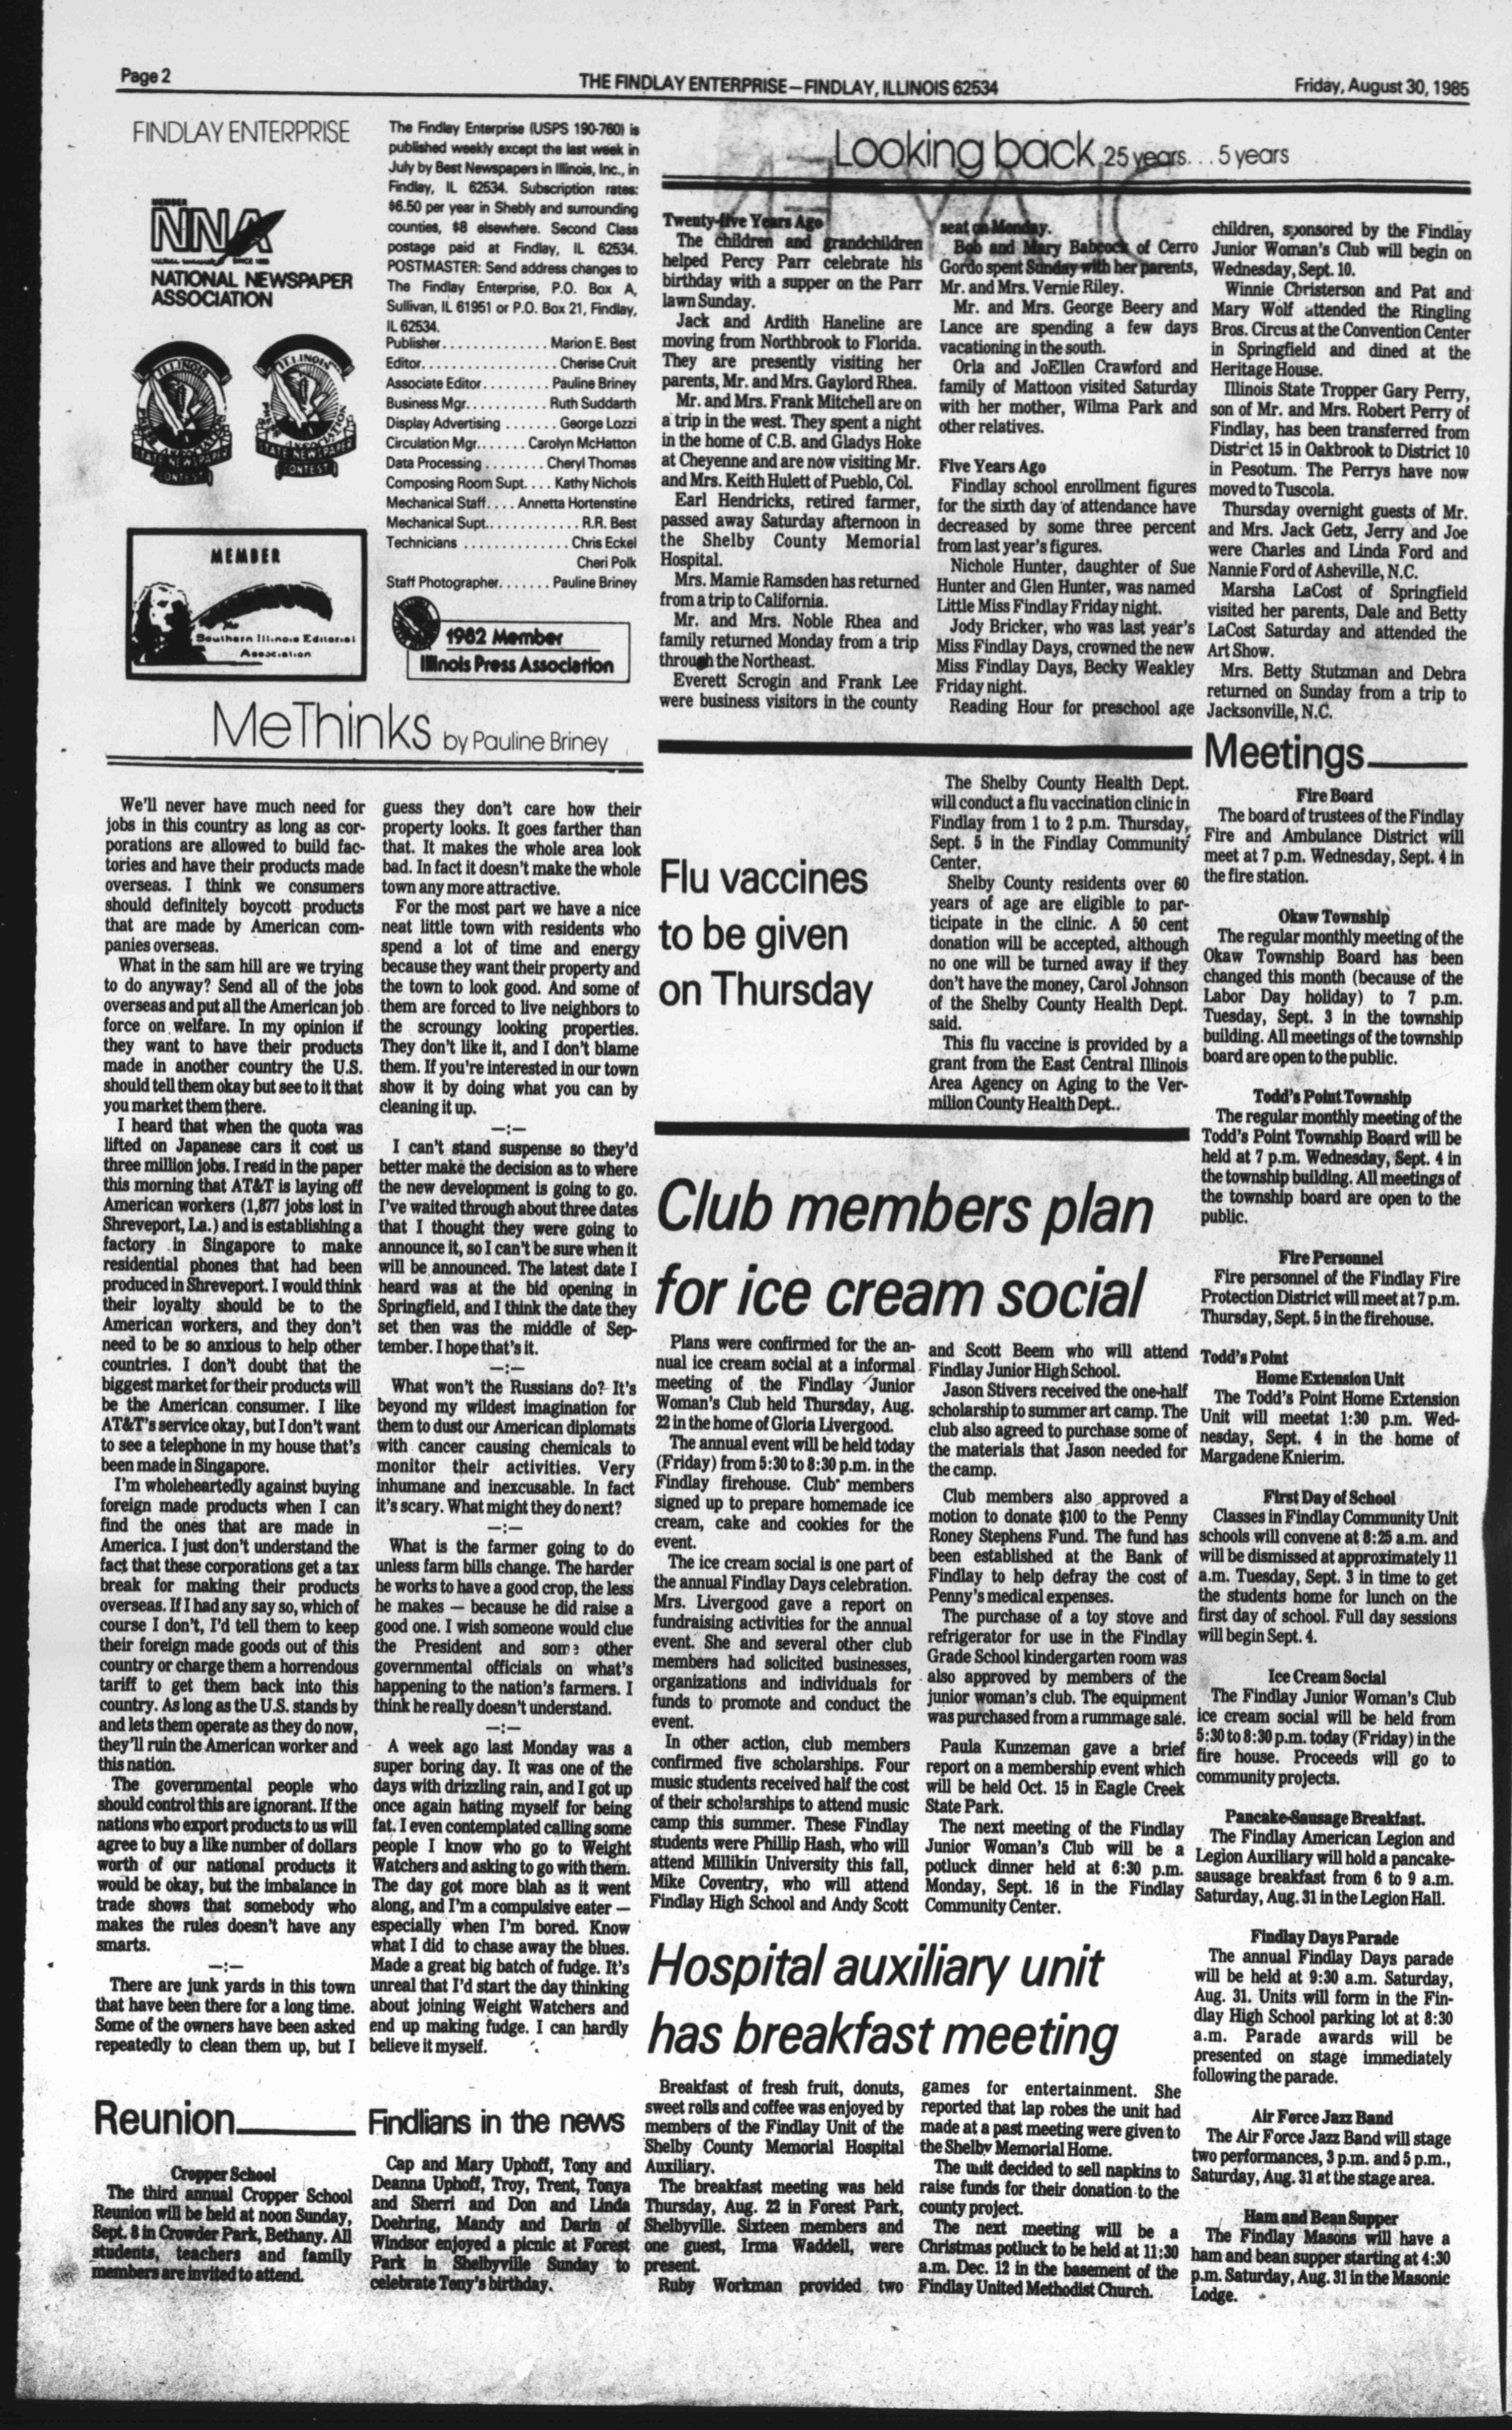 Page 2
THE FINDLAY ENTERPRISE—FINDLAY, ILLINOIS 62534
Friday, August 30, 1985
FINDLAY ENTERPRISE
MEMBER
NNA
SINCE 1885
NATIONAL NEWSPAPER
ASSOCIATION
ILLINOIS
PRESS ASSOCIATION
STATE NEWSPAPER
CONTEST
ILLINOIS
PRESS ASSOCIATION
STATE NEWSPAPER
CONTEST
MEMBER
The
Southern Illinois Editorial
Association
The Findlay Enterprise (USPS 190-760) is
published weekly except the last week in
July by Best Newspapers in Illinois, Inc., in
Findlay, IL 62534. Subscription rates:
$6.50 per year in Shebly and surrounding
counties, $8 elsewhere. Second Class
postage paid at Findlay, IL 62534.
POSTMASTER: Send address changes to
The Findlay Enterprise, P.O. Box A,
Sullivan, IL 61951 or P.O. Box 21, Findlay,
IL 62534.
Publisher............. Marion E. Best
Editor.................. Cherise Cruit
Associate Editor......... Pauline Briney
Business Mgr........... Ruth Suddarth
Display Advertising ....... George Lozzi
Circulation Mgr....... Carolyn McHatton
Data Processing ........ Cheryl Thomas
Composing Room Supt.... Kathy Nichols
Mechanical Staff.... Annetta Hortenstine
Mechanical Supt............ R.R. Best
Technicians .............. Chris Eckel
Cheri Polk
Staff Photographer....... Pauline Briney
1982 Member
Illinois Press Association
Looking back 25 years... 5 years
Twenty-five Years Ago
The children and grandchildren
helped Percy Parr celebrate his
birthday with a supper on the Parr
lawn Sunday.
Jack and Ardith Haneline are
moving from Northbrook to Florida.
They are presently visiting her
parents, Mr. and Mrs. Gaylord Rhea.
Mr. and Mrs. Frank Mitchell are on
a trip in the west. They spent a night
in the home of C.B. and Gladys Hoke
at Cheyenne and are now visiting Mr.
and Mrs. Keith Hulett of Pueblo, Col.
Earl Hendricks, retired farmer,
passed away Saturday afternoon in
the Shelby County Memorial
Hospital.
Mrs. Mamie Ramsden has returned
from a trip to California.
Mr. and Mrs. Noble Rhea and
family returned Monday from a trip
through the Northeast.
Everett Scrogin and Frank Lee
were business visitors in the county
seat on Monday.
Bob and Mary Babcock of Cerro
Gordo spent Sunday with her parents,
Mr. and Mrs. Vernie Riley.
Mr. and Mrs. George Beery and
Lance are spending a few days
vacationing in the south.
Orla and JoEllen Crawford and
family of Mattoon visited Saturday
with her mother, Wilma Park and
other relatives.
Five Years Ago
Findlay school enrollment figures
for the sixth day of attendance have
decreased by some three percent
from last year's figures.
Nichole Hunter, daughter of Sue
Hunter and Glen Hunter, was named
Little Miss Findlay Friday night.
Jody Bricker, who was last year's
Miss Findlay Days, crowned the new
Miss Findlay Days, Becky Weakley
Friday night.
Reading Hour for preschool age
children, sponsored by the Findlay
Junior Woman's Club will begin on
Wednesday, Sept. 10.
Winnie Christerson and Pat and
Mary Wolf attended the Ringling
Bros. Circus at the Convention Center
in Springfield and dined at the
Heritage House.
Illinois State Tropper Gary Perry,
son of Mr. and Mrs. Robert Perry of
Findlay, has been transferred from
District 15 in Oakbrook to District 10
in Pesotum. The Perrys have now
moved to Tuscola.
Thursday overnight guests of Mr.
and Mrs. Jack Getz, Jerry and Joe
were Charles and Linda Ford and
Nannie Ford of Asheville, N.C.
Marsha LaCost of Springfield
visited her parents, Dale and Betty
LaCost Saturday and attended the
Art Show.
Mrs. Betty Stutzman and Debra
returned on Sunday from a trip to
Jacksonville, N.C.
MeThinks by Pauline Briney
We'll never have much need for
jobs in this country as long as cor-
porations are allowed to build fac-
tories and have their products made
overseas. I think we consumers
should definitely boycott products
that are made by American com-
panies overseas.
What in the sam hill are we trying
to do anyway? Send all of the jobs
overseas and put all the American job
force on welfare. In my opinion if
they want to have their products
made in another country the U.S.
should tell them okay but see to it that
you market them there.
I heard that when the quota was
lifted on Japanese cars it cost us
three million jobs. I read in the paper
this morning that AT&T is laying off
American workers (1,877 jobs lost in
Shreveport, La.) and is establishing a
factory in Singapore to make
residential phones that had been
produced in Shreveport. I would think
their loyalty should be to the
American workers, and they don't
need to be so anxious to help other
countries. I don't doubt that the
biggest market for their products will
be the American consumer. I like
AT&T's service okay, but I don't want
to see a telephone in my house that's
been made in Singapore.
I'm wholeheartedly against buying
foreign made products when I can
find the ones that are made in
America. I just don't understand the
fact that these corporations get a tax
break for making their products
overseas. If I had any say so, which of
course I don't, I'd tell them to keep
their foreign made goods out of this
country or charge them a horrendous
tariff to get them back into this
country. As long as the U.S. stands by
and lets them operate as they do now,
they'll ruin the American worker and
this nation.
The governmental people who
should control this are ignorant. If the
nations who export products to us will
agree to buy a like number of dollars
worth of our national products it
would be okay, but the imbalance in
trade shows that somebody who
makes the rules doesn't have any
smarts.
—:—
There are junk yards in this town
that have been there for a long time.
Some of the owners have been asked
repeatedly to clean them up, but I
guess they don't care how their
property looks. It goes farther than
that. It makes the whole area look
bad. In fact it doesn't make the whole
town any more attractive.
For the most part we have a nice
neat little town with residents who
spend a lot of time and energy
because they want their property and
the town to look good. And some of
them are forced to live neighbors to
the scroungy looking properties.
They don't like it, and I don't blame
them. If you're interested in our town
show it by doing what you can by
cleaning it up.
—:—
I can't stand suspense so they'd
better make the decision as to where
the new development is going to go.
I've waited through about three dates
that I thought they were going to
announce it, so I can't be sure when it
will be announced. The latest date I
heard was at the bid opening in
Springfield, and I think the date they
set then was the middle of Sep-
tember. I hope that's it.
—:—
What won't the Russians do? It's
beyond my wildest imagination for
them to dust our American diplomats
with cancer causing chemicals to
monitor their activities. Very
inhumane and inexcusable. In fact
it's scary. What might they do next?
—:—
What is the farmer going to do
unless farm bills change. The harder
he works to have a good crop, the less
he makes — because he did raise a
good one. I wish someone would clue
the President and some other
governmental officials on what's
happening to the nation's farmers. I
think he really doesn't understand.
—:—
A week ago last Monday was a
super boring day. It was one of the
days with drizzling rain, and I got up
once again hating myself for being
fat. I even contemplated calling some
people I know who go to Weight
Watchers and asking to go with them.
The day got more blah as it went
along, and I'm a compulsive eater —
especially when I'm bored. Know
what I did to chase away the blues.
Made a great big batch of fudge. It's
unreal that I'd start the day thinking
about joining Weight Watchers and
end up making fudge. I can hardly
believe it myself.
Flu vaccines
to be given
on Thursday
The Shelby County Health Dept.
will conduct a flu vaccination clinic in
Findlay from 1 to 2 p.m. Thursday,
Sept. 5 in the Findlay Community
Center.
Shelby County residents over 60
years of age are eligible to par-
ticipate in the clinic. A 50 cent
donation will be accepted, although
no one will be turned away if they
don't have the money, Carol Johnson
of the Shelby County Health Dept.
said.
This flu vaccine is provided by a
grant from the East Central Illinois
Area Agency on Aging to the Ver-
milion County Health Dept..
Club members plan
for ice cream social
Plans were confirmed for the an-
nual ice cream social at a informal
meeting of the Findlay Junior
Woman's Club held Thursday, Aug.
22 in the home of Gloria Livergood.
The annual event will be held today
(Friday) from 5:30 to 8:30 p.m. in the
Findlay firehouse. Club members
signed up to prepare homemade ice
cream, cake and cookies for the
event.
The ice cream social is one part of
the annual Findlay Days celebration.
Mrs. Livergood gave a report on
fundraising activities for the annual
event. She and several other club
members had solicited businesses,
organizations and individuals for
funds to promote and conduct the
event.
In other action, club members
confirmed five scholarships. Four
music students received half the cost
of their scholarships to attend music
camp this summer. These Findlay
students were Phillip Hash, who will
attend Millikin University this fall,
Mike Coventry, who will attend
Findlay High School and Andy Scott
and Scott Beem who will attend
Findlay Junior High School.
Jason Stivers received the one-half
scholarship to summer art camp. The
club also agreed to purchase some of
the materials that Jason needed for
the camp.
Club members also approved a
motion to donate $100 to the Penny
Roney Stephens Fund. The fund has
been established at the Bank of
Findlay to help defray the cost of
Penny's medical expenses.
The purchase of a toy stove and
refrigerator for use in the Findlay
Grade School kindergarten room was
also approved by members of the
junior woman's club. The equipment
was purchased from a rummage sale.
Paula Kunzeman gave a brief
report on a membership event which
will be held Oct. 15 in Eagle Creek
State Park.
The next meeting of the Findlay
Junior Woman's Club will be a
potluck dinner held at 6:30 p.m.
Monday, Sept. 16 in the Findlay
Community Center.
Meetings
Fire Board
The board of trustees of the Findlay
Fire and Ambulance District will
meet at 7 p.m. Wednesday, Sept. 4 in
the fire station.
Okaw Township
The regular monthly meeting of the
Okaw Township Board has been
changed this month (because of the
Labor Day holiday) to 7 p.m.
Tuesday, Sept. 3 in the township
building. All meetings of the township
board are open to the public.
Todd's Point Township
The regular monthly meeting of the
Todd's Point Township Board will be
held at 7 p.m. Wednesday, Sept. 4 in
the township building. All meetings of
the township board are open to the
public.
Fire Personnel
Fire personnel of the Findlay Fire
Protection District will meet at 7 p.m.
Thursday, Sept. 5 in the firehouse.
Todd's Point
Home Extension Unit
The Todd's Point Home Extension
Unit will meetat 1:30 p.m. Wed-
nesday, Sept. 4 in the home of
Margadene Knierim.
First Day of School
Classes in Findlay Community Unit
schools will convene at 8:25 a.m. and
will be dismissed at approximately 11
a.m. Tuesday, Sept. 3 in time to get
the students home for lunch on the
first day of school. Full day sessions
will begin Sept. 4.
Ice Cream Social
The Findlay Junior Woman's Club
ice cream social will be held from
5:30 to 8:30 p.m. today (Friday) in the
fire house. Proceeds will go to
community projects.
Pancake-Sausage Breakfast.
The Findlay American Legion and
Legion Auxiliary will hold a pancake-
sausage breakfast from 6 to 9 a.m.
Saturday, Aug. 31 in the Legion Hall.
Findlay Days Parade
The annual Findlay Days parade
will be held at 9:30 a.m. Saturday,
Aug. 31. Units will form in the Fin-
dlay High School parking lot at 8:30
a.m. Parade awards will be
presented on stage immediately
following the parade.
Air Force Jazz Band
The Air Force Jazz Band will stage
two performances, 3 p.m. and 5 p.m.,
Saturday, Aug. 31 at the stage area.
Ham and Bean Supper
The Findlay Masons will have a
ham and bean supper starting at 4:30
p.m. Saturday, Aug. 31 in the Masonic
Lodge.
Reunion
Cropper School
The third annual Cropper School
Reunion will be held at noon Sunday,
Sept. 8 in Crowder Park, Bethany. All
students, teachers and family
members are invited to attend.
Findlians in the news
Cap and Mary Uphoff, Tony and
Deanna Uphoff, Troy, Trent, Tonya
and Sherri and Don and Linda
Doehring, Mandy and Darin of
Windsor enjoyed a picnic at Forest
Park in Shelbyville Sunday to
celebrate Tony's birthday.
Hospital auxiliary unit
has breakfast meeting
Breakfast of fresh fruit, donuts,
sweet rolls and coffee was enjoyed by
members of the Findlay Unit of the
Shelby County Memorial Hospital
Auxiliary.
The breakfast meeting was held
Thursday, Aug. 22 in Forest Park,
Shelbyville. Sixteen members and
one guest, Irma Waddell, were
present.
Ruby Workman provided two
games for entertainment. She
reported that lap robes the unit had
made at a past meeting were given to
the Shelby Memorial Home.
The unit decided to sell napkins to
raise funds for their donation to the
county project.
The next meeting will be a
Christmas potluck to be held at 11:30
a.m. Dec. 12 in the basement of the
Findlay United Methodist Church.